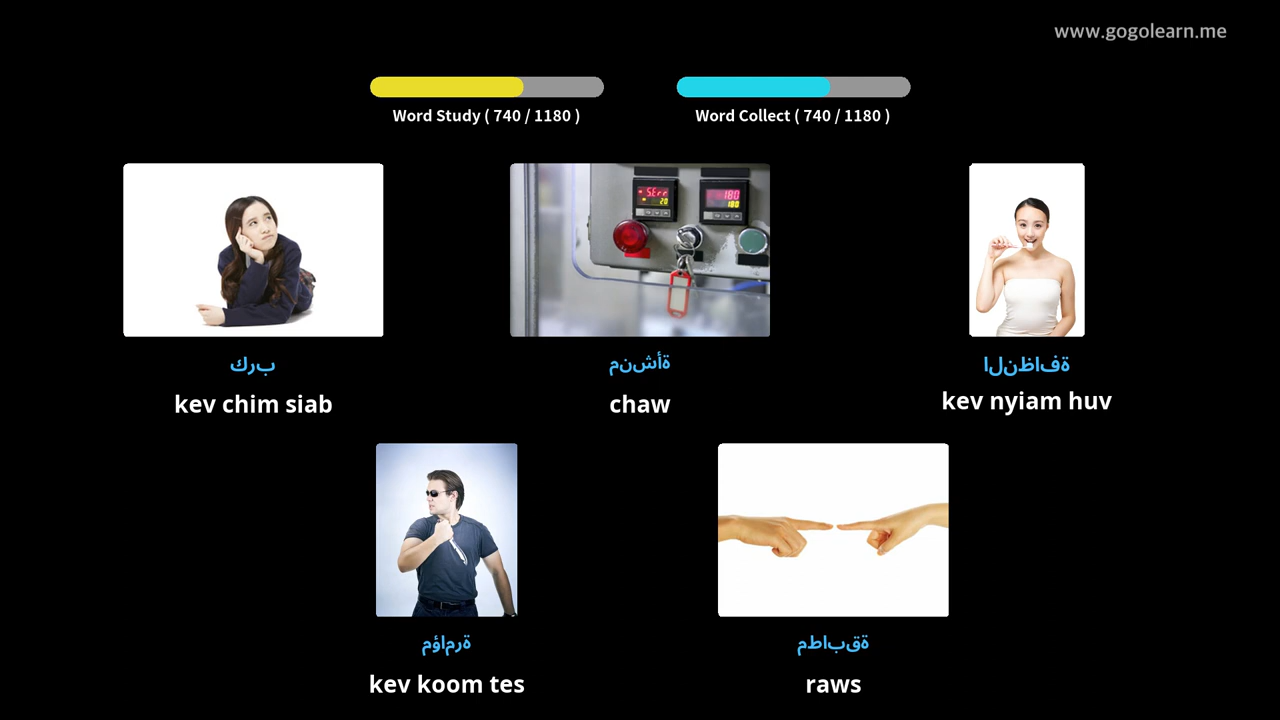 www.gogolearn.me
Word Study ( 740 / 1180 )
Word Collect ( 740 / 1180 )
كرب
kev chim siab
منشأة
chaw
النظافة
kev nyiam huv
مؤامرة
kev koom tes
مطابقة
raws